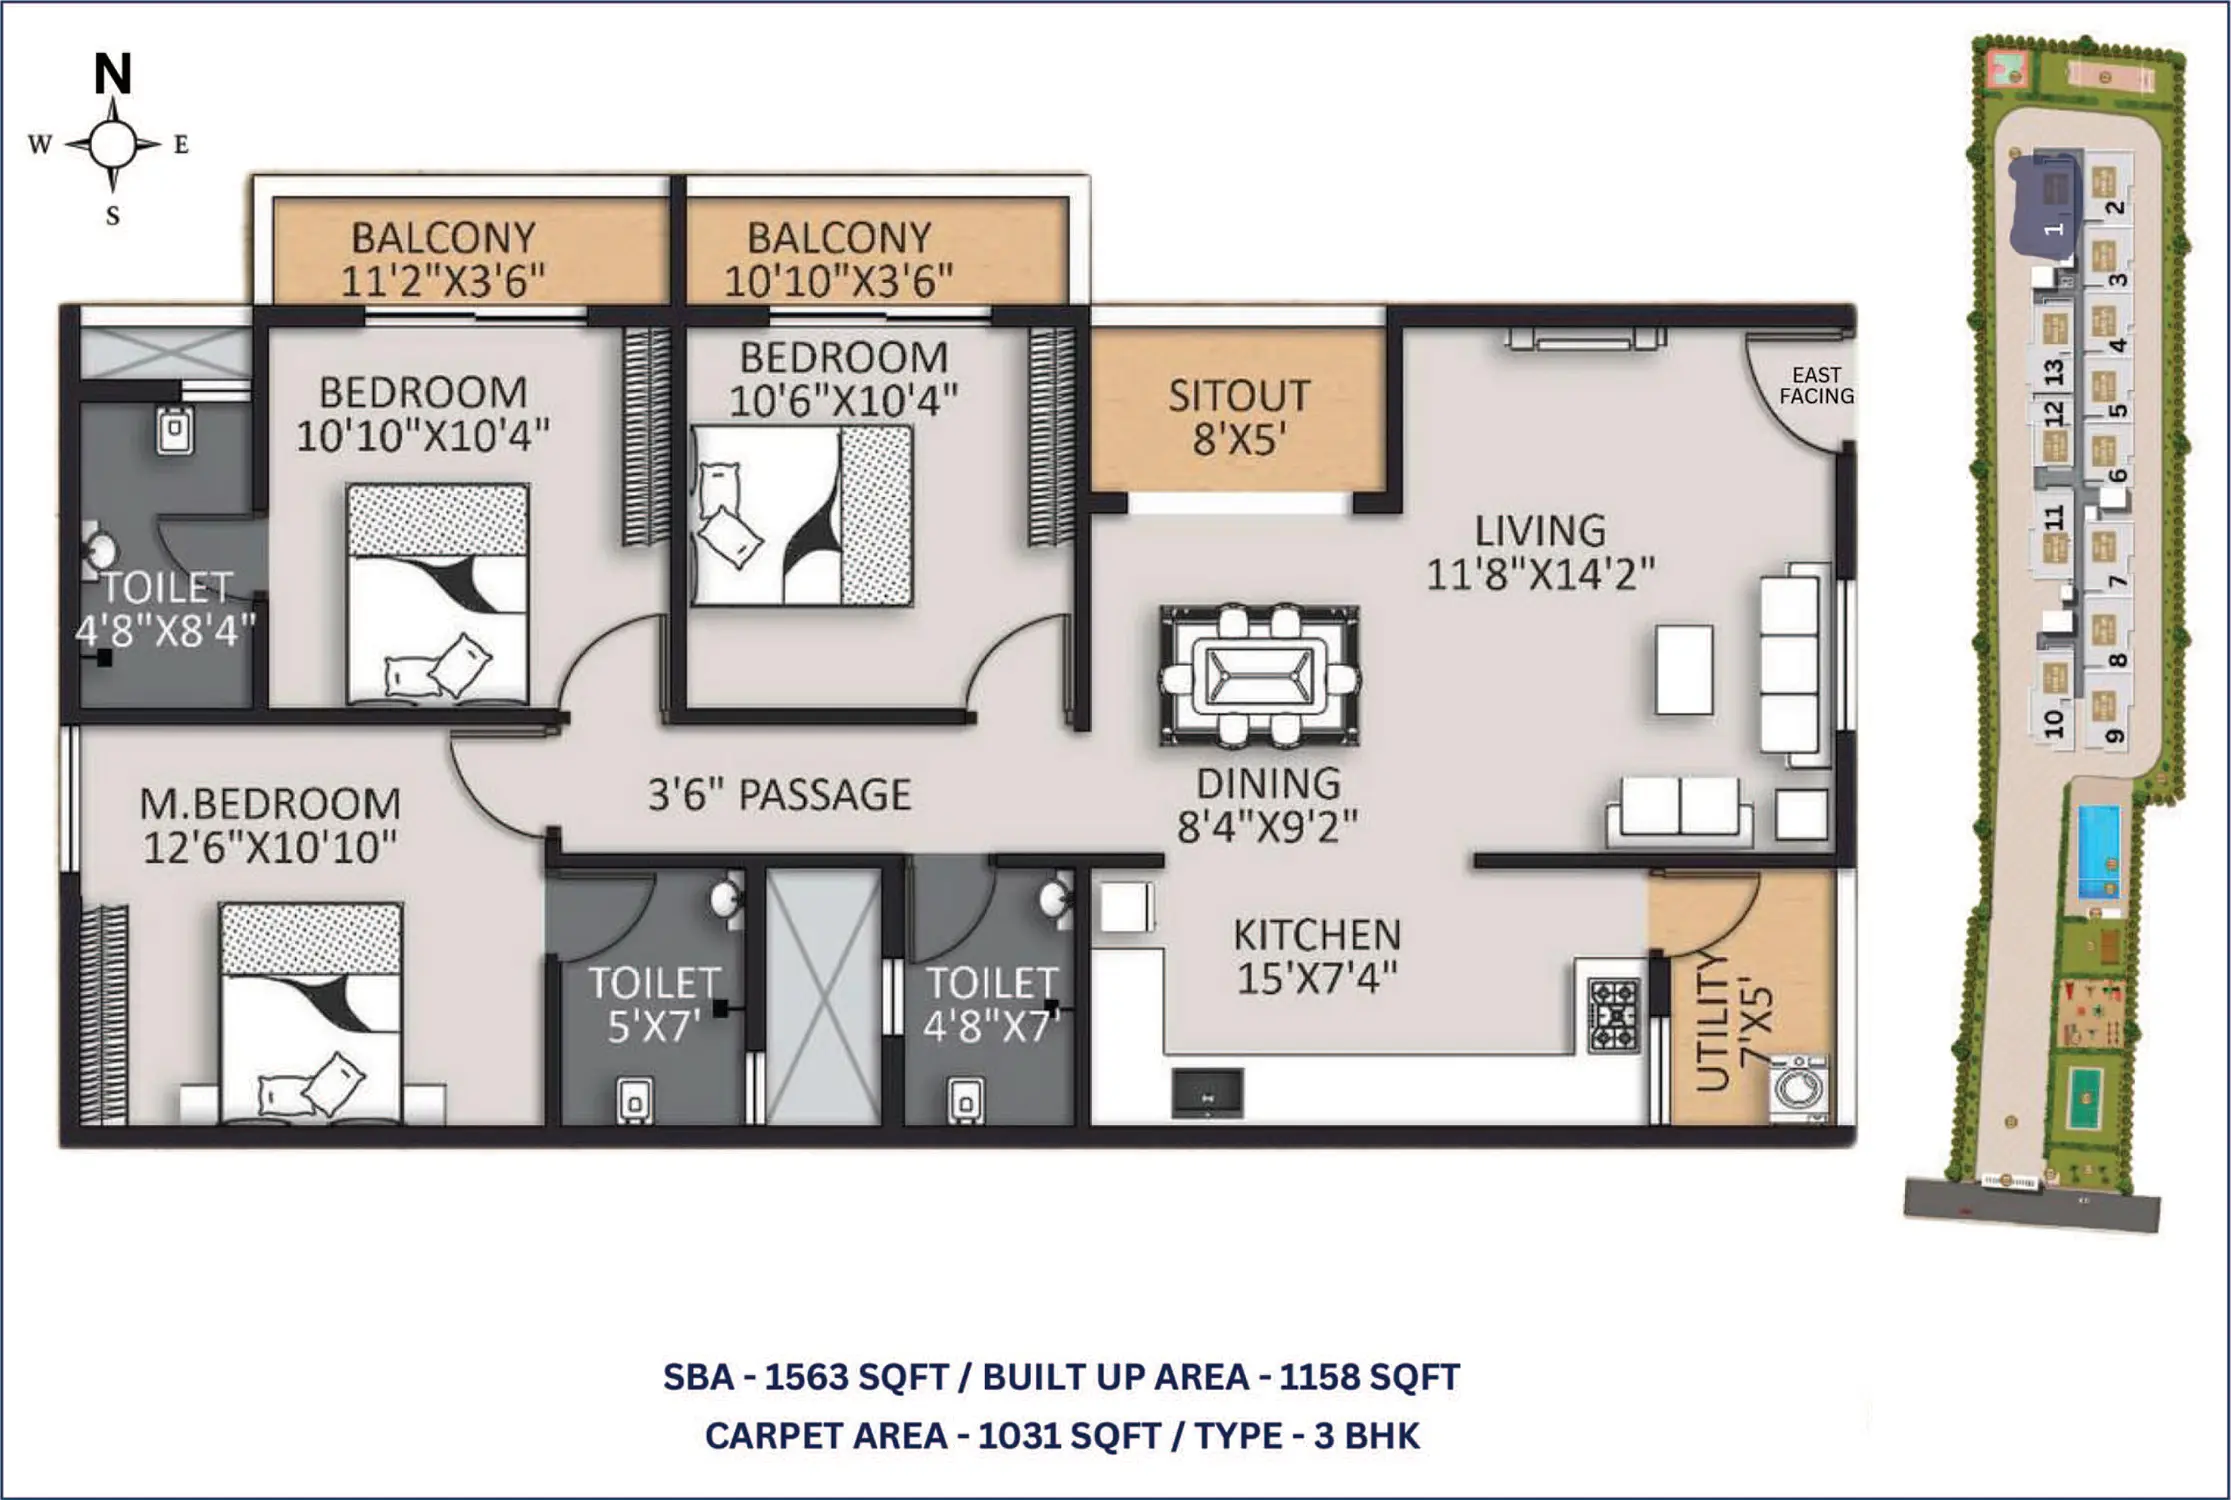 N
W
E
S
BALCONY
11'2"X3'6"
BALCONY
10'10"X3'6"
BEDROOM
10'10"X10'4"
BEDROOM
10'6"X10'4"
SITOUT
8'X5'
EAST
FACING
LIVING
11'8"X14'2"
TOILET
4'8"X8'4"
M.BEDROOM
12'6"X10'10"
3'6" PASSAGE
DINING
8'4"X9'2"
TOILET
5'X7'
TOILET
4'8"X7'
KITCHEN
15'X7'4"
UTILITY
7'X5'
1
2
3
4
5
6
7
8
9
10
11
12
13
SBA - 1563 SQFT / BUILT UP AREA - 1158 SQFT
CARPET AREA - 1031 SQFT / TYPE - 3 BHK